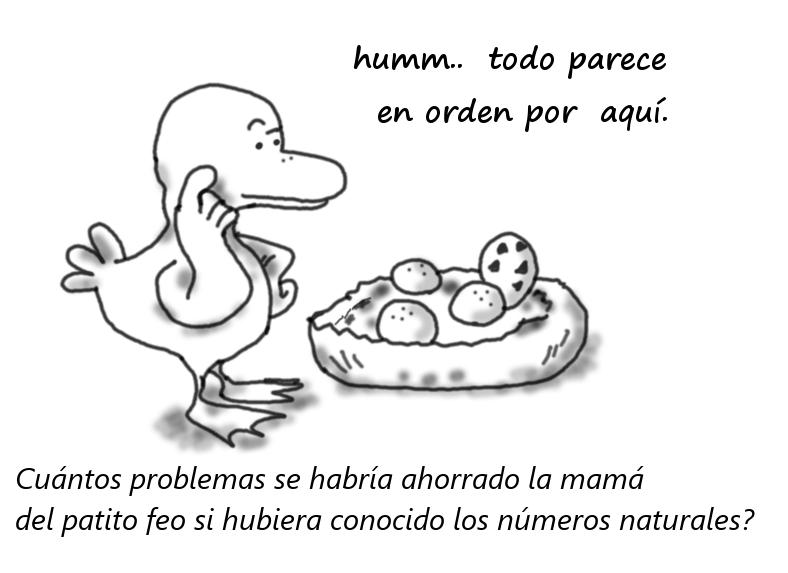 humm.. todo parece
en orden por aquí.
Cuántos problemas se habría ahorrado la mamá
del patito feo si hubiera conocido los números naturales?